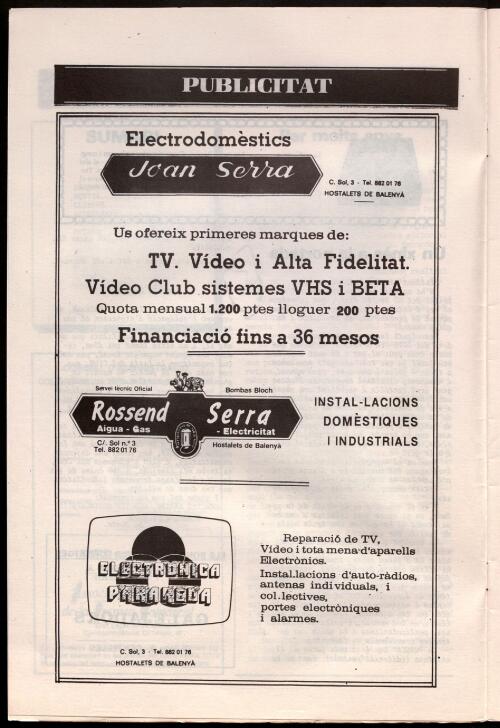 PUBLICITAT
Electrodomèstics
Joan Serra
C. Sol, 3 - Tel. 882 01 76
HOSTALETS DE BALENYÀ
Us ofereix primeres marques de:
TV. Vídeo i Alta Fidelitat.
Vídeo Club sistemes VHS i BETA
Quota mensual 1.200 ptes lloguer 200 ptes
Financiació fins a 36 mesos
Servei tècnic Oficial
Bombas Bloch
Rossend Serra
Aigua - Gas - Electricitat
C/. Sol n.º 3
Tel. 882 01 76
Hostalets de Balenyà
INSTAL-LACIONS
DOMÈSTIQUES
I INDUSTRIALS
ELECTRONICA
PARAREDA
C. Sol, 3 - Tel. 882 01 76
HOSTALETS DE BALENYÀ
Reparació de TV,
Vídeo i tota mena d'aparells
Electrònics.
Instal.lacions d'auto-ràdios,
antenas individuals, i
col.lectives,
portes electròniques
i alarmes.